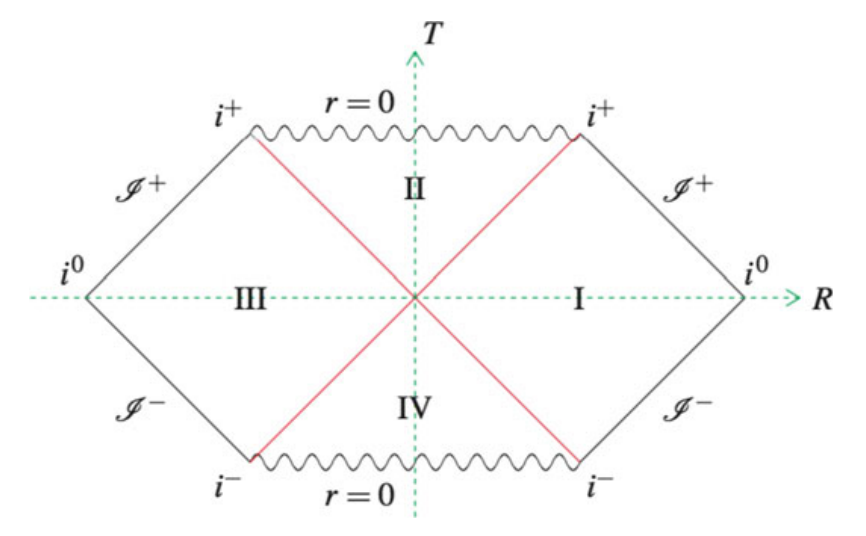 T
r = 0
i⁺ i⁺
II
𝓘⁺ 𝓘⁺
i⁰ i⁰
III I R
IV
𝓘⁻ 𝓘⁻
i⁻ i⁻
r = 0